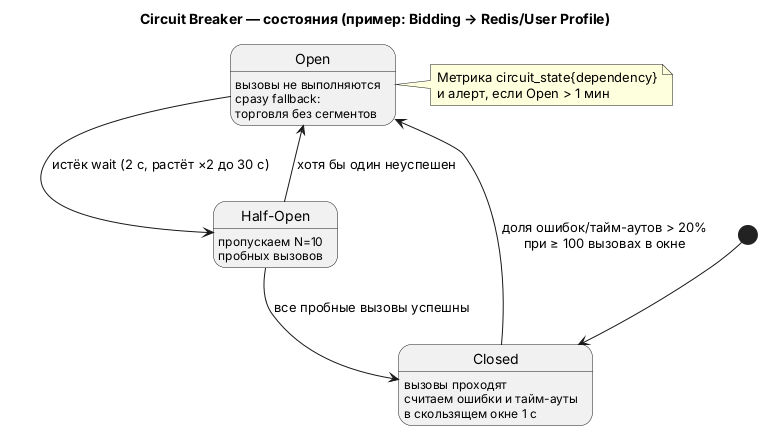 Circuit Breaker — состояния (пример: Bidding → Redis/User Profile)
Open
вызовы не выполняются
сразу fallback:
торговля без сегментов
Метрика circuit_state{dependency}
и алерт, если Open > 1 мин
истёк wait (2 с, растёт ×2 до 30 с)
хотя бы один неуспешен
Half-Open
пропускаем N=10
пробных вызовов
доля ошибок/тайм-аутов > 20%
при ≥ 100 вызовах в окне
все пробные вызовы успешны
Closed
вызовы проходят
считаем ошибки и тайм-ауты
в скользящем окне 1 с